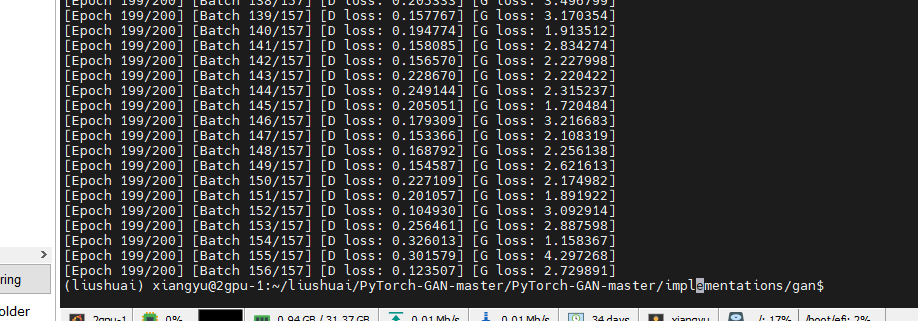 [Epoch 199/200] [Batch 138/157] [D loss: 0.205333] [G loss: 3.496799]
[Epoch 199/200] [Batch 139/157] [D loss: 0.157767] [G loss: 3.170354]
[Epoch 199/200] [Batch 140/157] [D loss: 0.194774] [G loss: 1.913512]
[Epoch 199/200] [Batch 141/157] [D loss: 0.158085] [G loss: 2.834274]
[Epoch 199/200] [Batch 142/157] [D loss: 0.156570] [G loss: 2.227998]
[Epoch 199/200] [Batch 143/157] [D loss: 0.228670] [G loss: 2.220422]
[Epoch 199/200] [Batch 144/157] [D loss: 0.249144] [G loss: 2.315237]
[Epoch 199/200] [Batch 145/157] [D loss: 0.205051] [G loss: 1.720484]
[Epoch 199/200] [Batch 146/157] [D loss: 0.179309] [G loss: 3.216683]
[Epoch 199/200] [Batch 147/157] [D loss: 0.153366] [G loss: 2.108319]
[Epoch 199/200] [Batch 148/157] [D loss: 0.168792] [G loss: 2.256138]
[Epoch 199/200] [Batch 149/157] [D loss: 0.154587] [G loss: 2.621613]
[Epoch 199/200] [Batch 150/157] [D loss: 0.227109] [G loss: 2.174982]
[Epoch 199/200] [Batch 151/157] [D loss: 0.201057] [G loss: 1.891922]
[Epoch 199/200] [Batch 152/157] [D loss: 0.104930] [G loss: 3.092914]
[Epoch 199/200] [Batch 153/157] [D loss: 0.256461] [G loss: 2.887598]
[Epoch 199/200] [Batch 154/157] [D loss: 0.326013] [G loss: 1.158367]
[Epoch 199/200] [Batch 155/157] [D loss: 0.301579] [G loss: 4.297268]
[Epoch 199/200] [Batch 156/157] [D loss: 0.123507] [G loss: 2.729891]
(liushuai) xiangyu@2gpu-1:~/liushuai/PyTorch-GAN-master/PyTorch-GAN-master/implementations/gan$
ring
older
2gpu-1 0% 0.94 GB / 31.37 GB 0.01 Mb/s 0.01 Mb/s 34 days xiangyu /: 17% /boot/efi: 2%